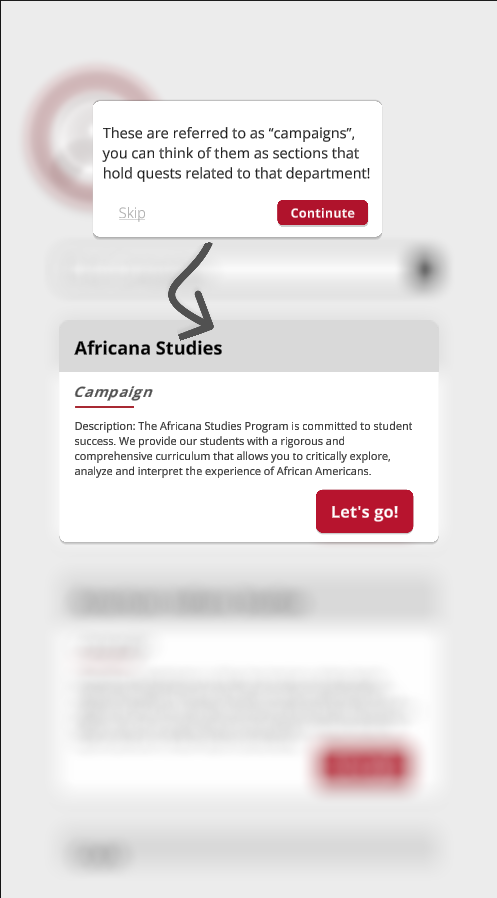 These are referred to as “campaigns”,
you can think of them as sections that
hold quests related to that department!
Skip
Continute
Africana Studies
Campaign
Description: The Africana Studies Program is committed to student
success. We provide our students with a rigorous and
comprehensive curriculum that allows you to critically explore,
analyze and interpret the experience of African Americans.
Let's go!